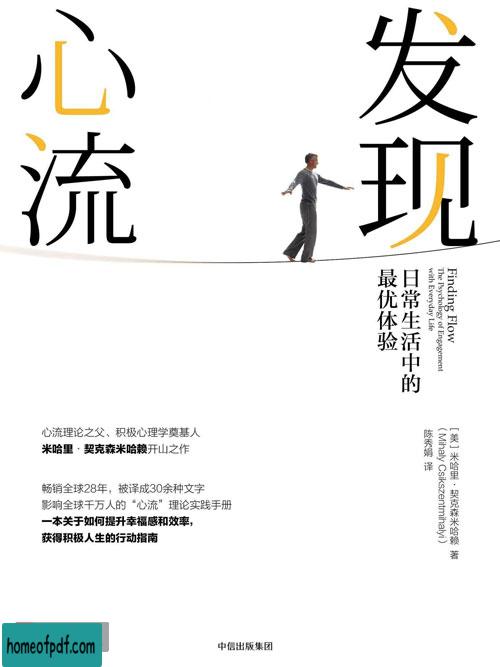 发现
心流
日常生活中的
最优体验
Finding Flow
The Psychology of Engagement
with Everyday Life
[美] 米哈里·契克森米哈赖 著
(Mihaly Csikszentmihalyi)
陈秀娟 译
心流理论之父、积极心理学奠基人
米哈里·契克森米哈赖开山之作
畅销全球28年，被译成30余种文字
影响全球千万人的“心流”理论实践手册
一本关于如何提升幸福感和效率，
获得积极人生的行动指南
中信出版集团
homeofpdf.com